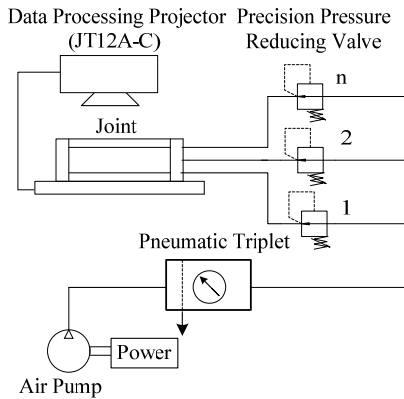 Data Processing Projector
(JT12A-C)
Precision Pressure
Reducing Valve
n
Joint
2
1
Pneumatic Triplet
Power
Air Pump